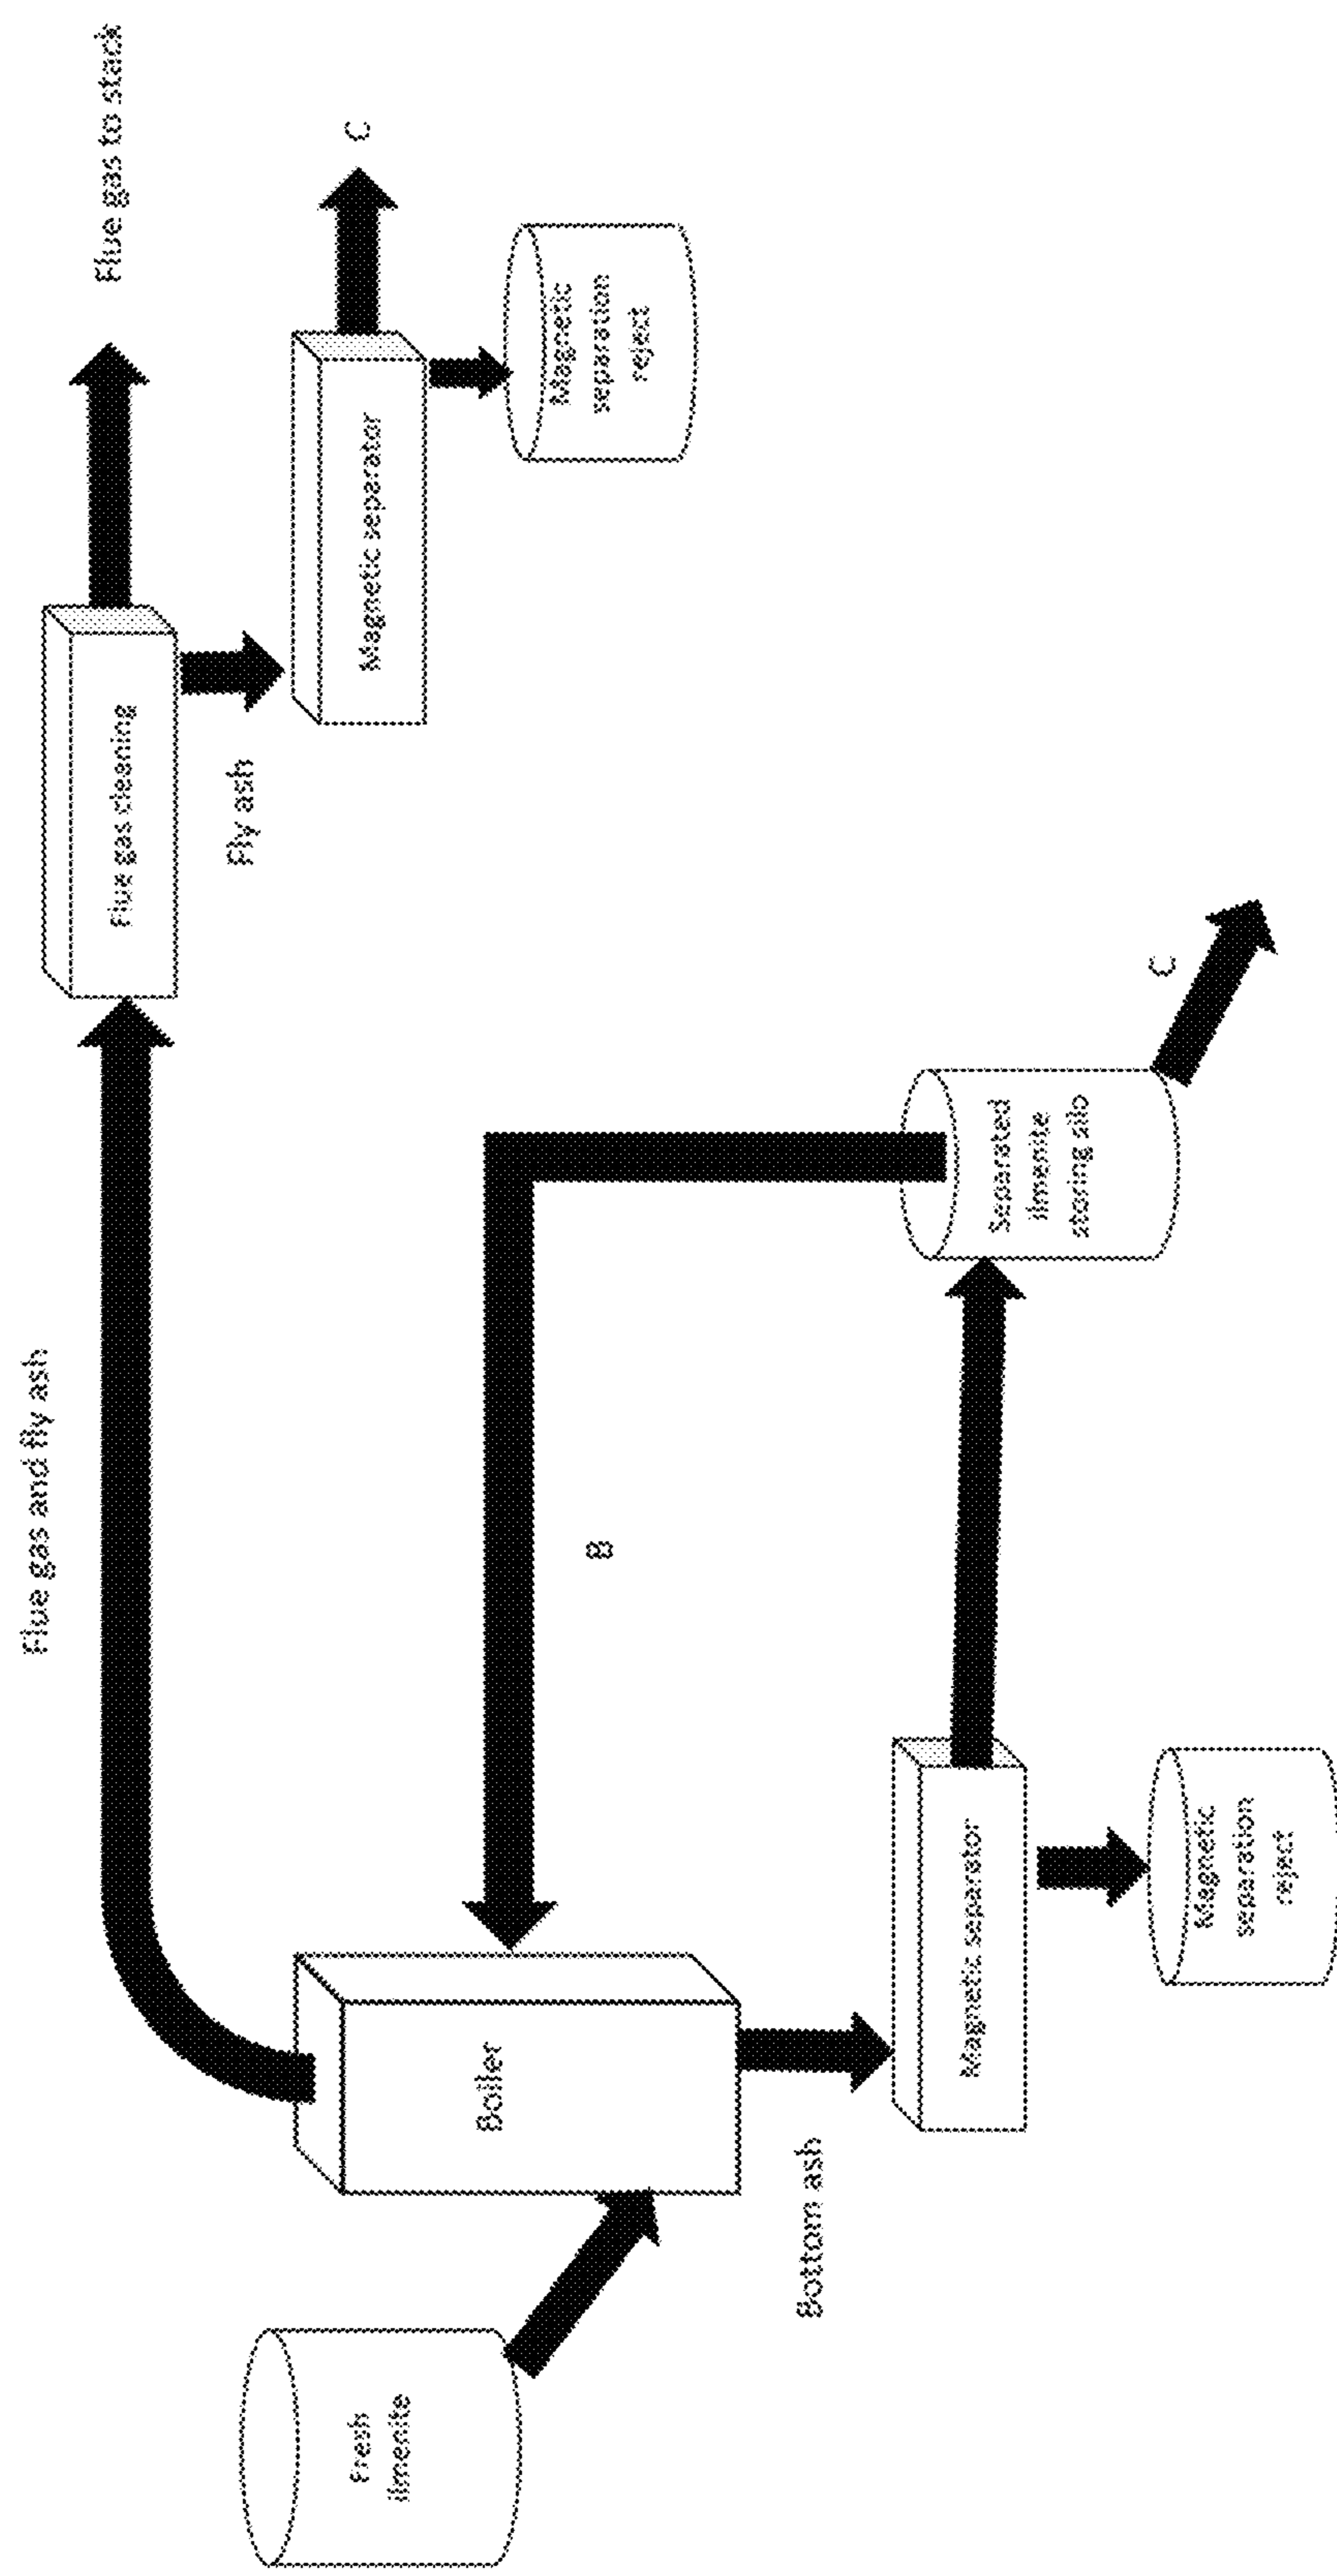 Flue gas and fly ash
Flue gas to stack
Flue gas cleaning
Fly ash
Magnetic separator
C
Magnetic
separation
reject
Fresh
ilmenite
Boiler
B
Bottom ash
Magnetic separator
Separated
ilmenite
storing silo
C
Magnetic
separation
reject